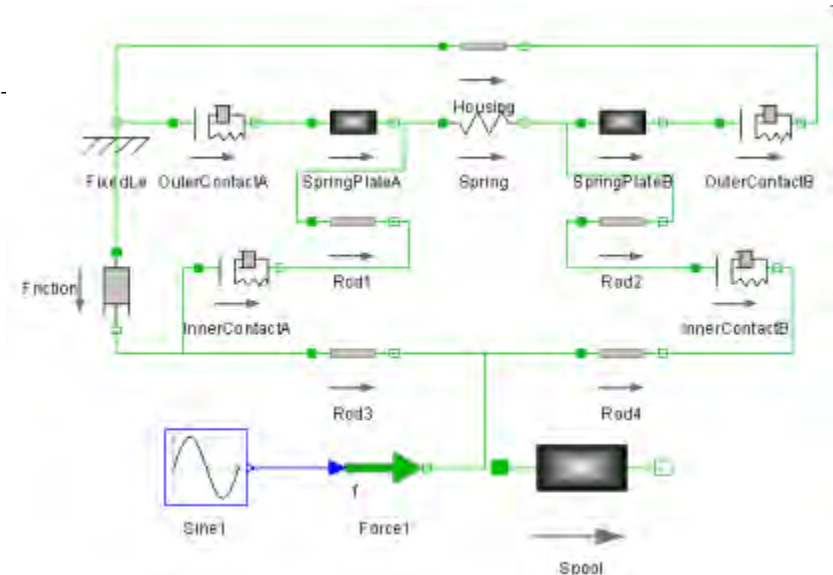 Housing
FixedLe OuterContactA SpringPlateA Spring SpringPlateB OuterContactB
Friction
Rod1 Rod2
InnerContactA InnerContactB
Rod3 Rod4
f
Sine1 Force1
Spool